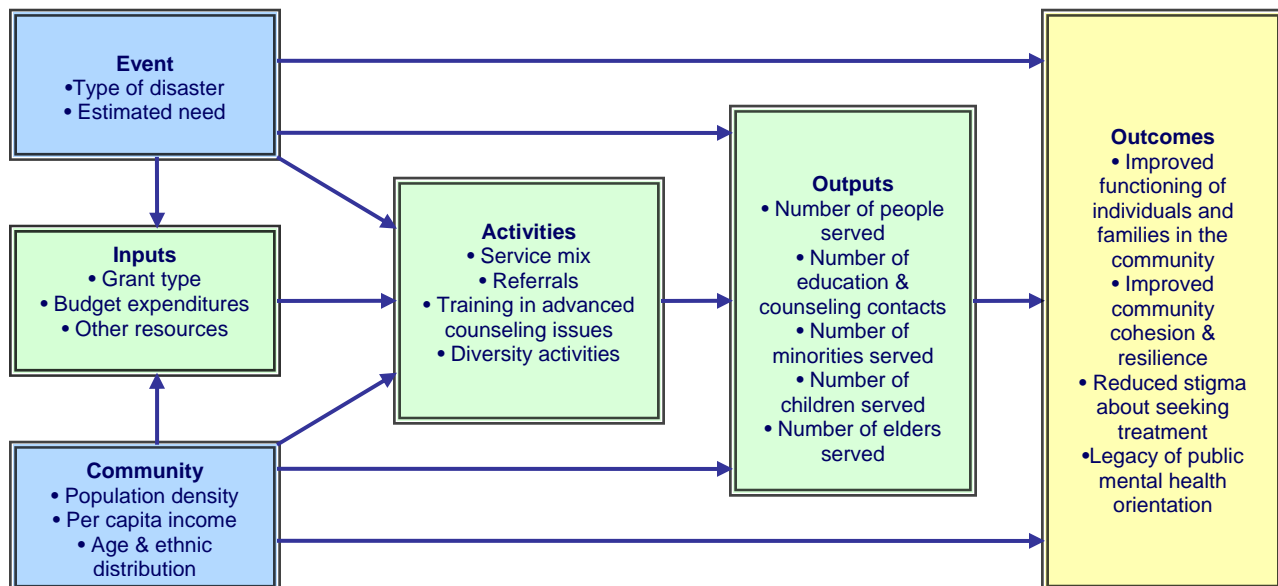 Event
•Type of disaster
• Estimated need
Inputs
• Grant type
• Budget expenditures
• Other resources
Community
• Population density
• Per capita income
• Age & ethnic
distribution
Activities
• Service mix
• Referrals
• Training in advanced
counseling issues
• Diversity activities
Outputs
• Number of people
served
• Number of
education &
counseling contacts
• Number of
minorities served
• Number of
children served
• Number of elders
served
Outcomes
• Improved
functioning of
individuals and
families in the
community
• Improved
community
cohesion &
resilience
• Reduced stigma
about seeking
treatment
•Legacy of public
mental health
orientation